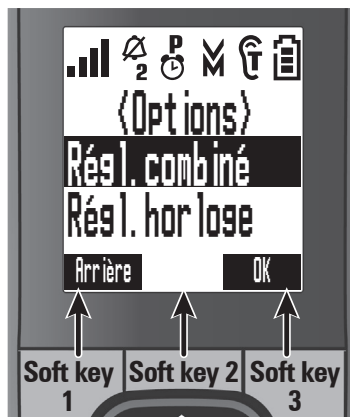 2 P
⟨Options⟩
Régl.combiné
Régl.horloge
Arrière OK
Soft key 1 Soft key 2 Soft key 3